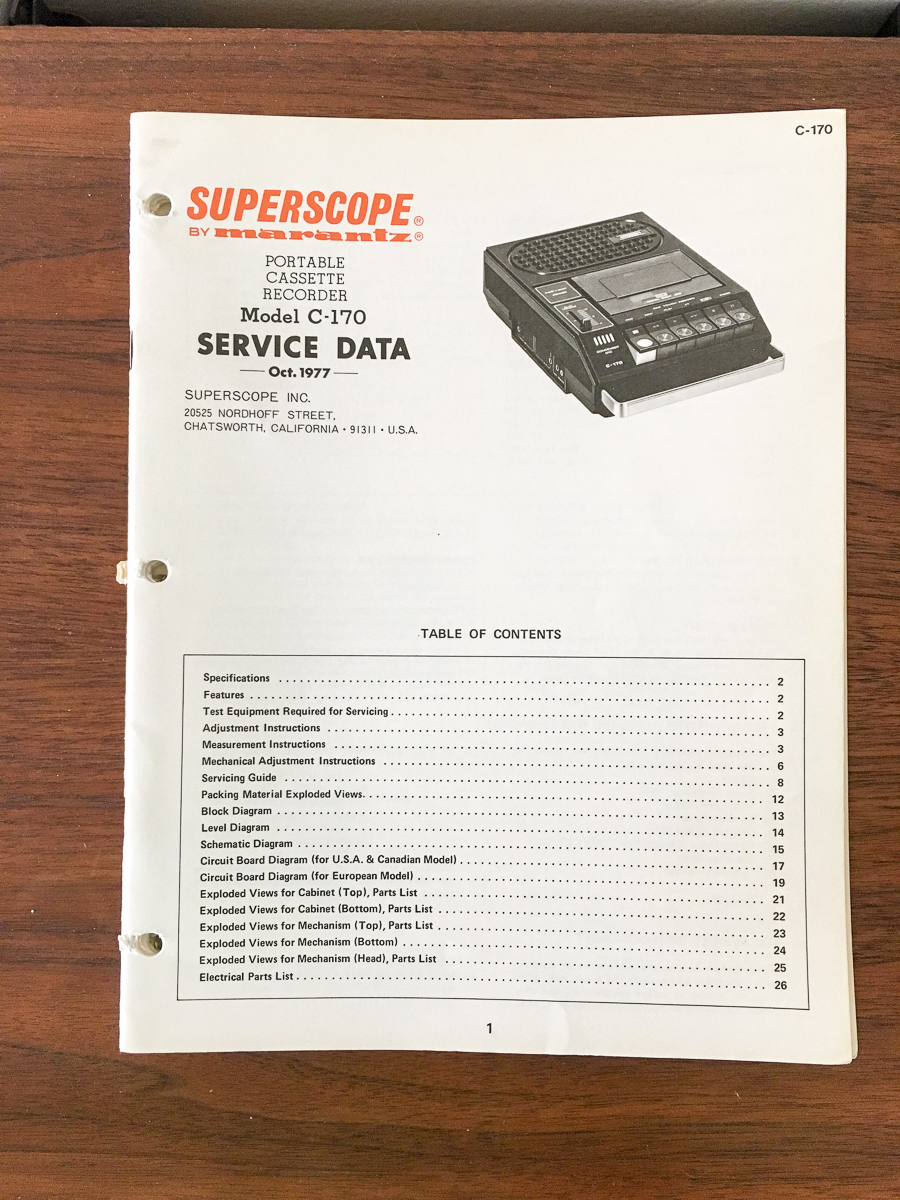 C-170
SUPERSCOPE®
BY marantz®
PORTABLE
CASSETTE
RECORDER
Model C-170
SERVICE DATA
Oct. 1977
SUPERSCOPE INC.
20525 NORDHOFF STREET,
CHATSWORTH, CALIFORNIA • 91311 • U.S.A.
C-170
TABLE OF CONTENTS
Specifications 2
Features 2
Test Equipment Required for Servicing 2
Adjustment Instructions 3
Measurement Instructions 3
Mechanical Adjustment Instructions 6
Servicing Guide 8
Packing Material Exploded Views 12
Block Diagram 13
Level Diagram 14
Schematic Diagram 15
Circuit Board Diagram (for U.S.A. & Canadian Model) 17
Circuit Board Diagram (for European Model) 19
Exploded Views for Cabinet (Top), Parts List 21
Exploded Views for Cabinet (Bottom), Parts List 22
Exploded Views for Mechanism (Top), Parts List 23
Exploded Views for Mechanism (Bottom) 24
Exploded Views for Mechanism (Head), Parts List 25
Electrical Parts List 26
1